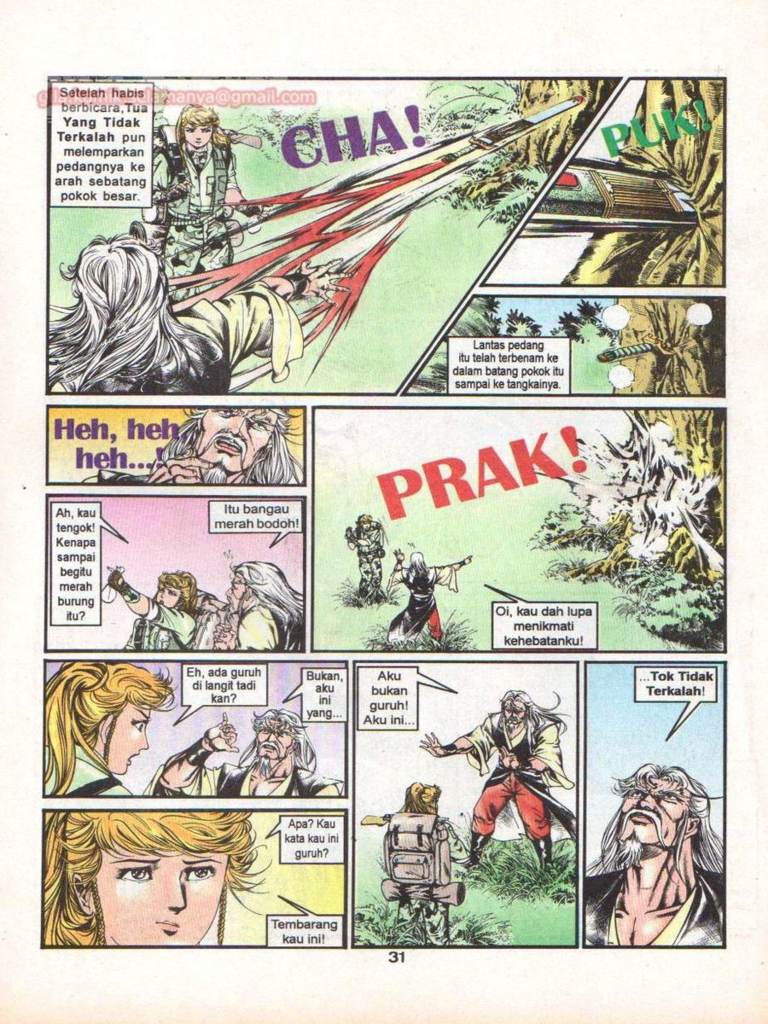 gila.komik_selamanya@gmail.com
Setelah habis
berbicara,Tua
Yang Tidak
Terkalah pun
melemparkan
pedangnya ke
arah sebatang
pokok besar.
CHA!
PUK!
Lantas pedang
itu telah terbenam ke
dalam batang pokok itu
sampai ke tangkainya.
Heh, heh,
heh...!
Ah, kau
tengok!
Kenapa
sampai
begitu
merah
burung
itu?
Itu bangau
merah bodoh!
PRAK!
Oi, kau dah lupa
menikmati
kehebatanku!
Eh, ada guruh
di langit tadi
kan?
Bukan,
aku
ini
yang...
Apa? Kau
kata kau ini
guruh?
Tembarang
kau ini!
Aku
bukan
guruh!
Aku ini...
...Tok Tidak
Terkalah!
31